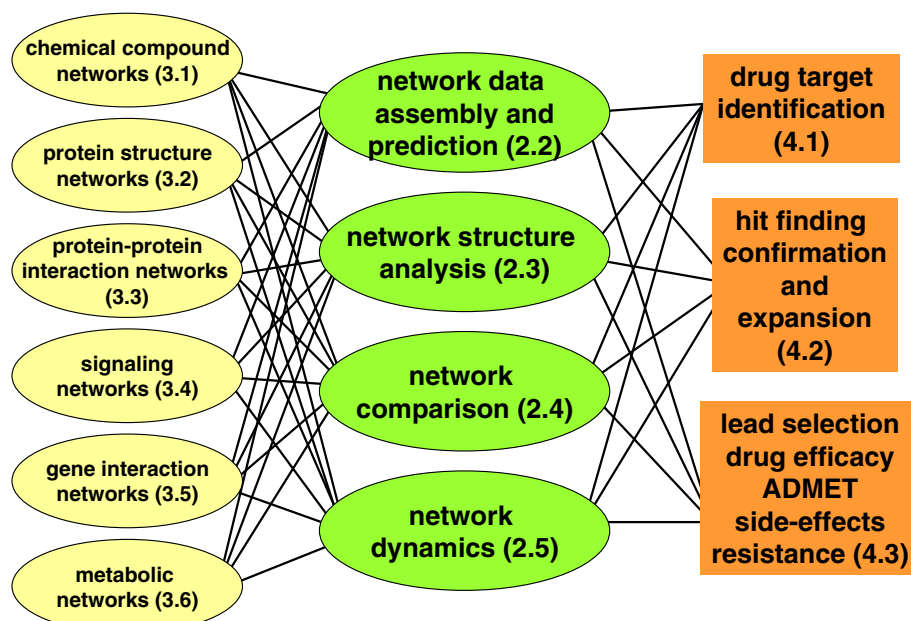 chemical compound
networks (3.1)
protein structure
networks (3.2)
protein-protein
interaction networks
(3.3)
signaling
networks (3.4)
gene interaction
networks (3.5)
metabolic
networks (3.6)
network data
assembly and
prediction (2.2)
network structure
analysis (2.3)
network
comparison (2.4)
network
dynamics (2.5)
drug target
identification
(4.1)
hit finding
confirmation
and
expansion
(4.2)
lead selection
drug efficacy
ADMET
side-effects
resistance (4.3)